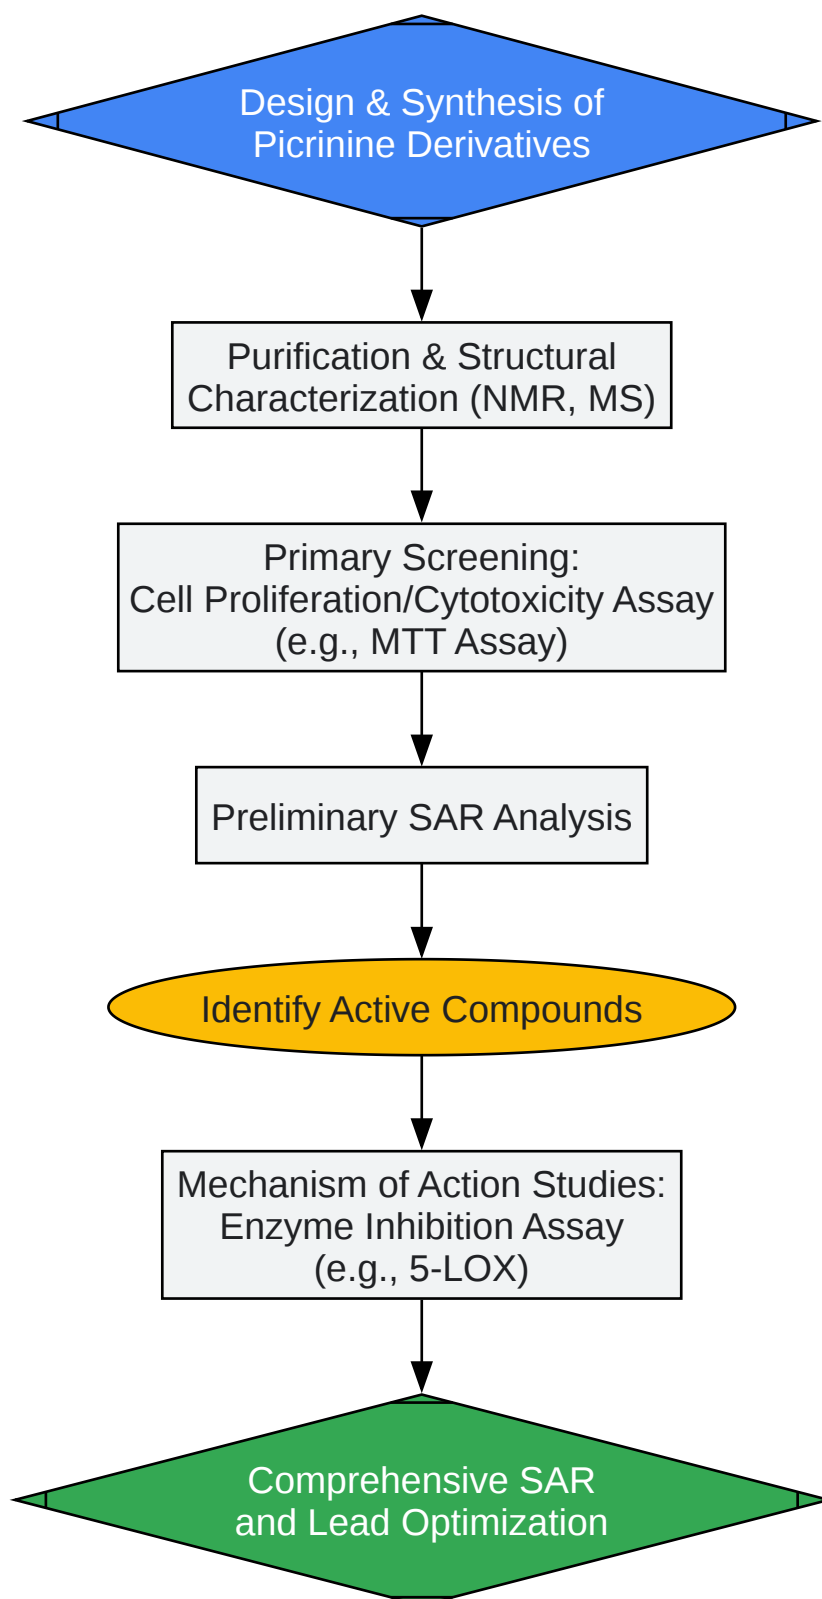 Design & Synthesis of
Picrinine Derivatives
Purification & Structural
Characterization (NMR, MS)
Primary Screening:
Cell Proliferation/Cytotoxicity Assay
(e.g., MTT Assay)
Preliminary SAR Analysis
Identify Active Compounds
Mechanism of Action Studies:
Enzyme Inhibition Assay
(e.g., 5-LOX)
Comprehensive SAR
and Lead Optimization